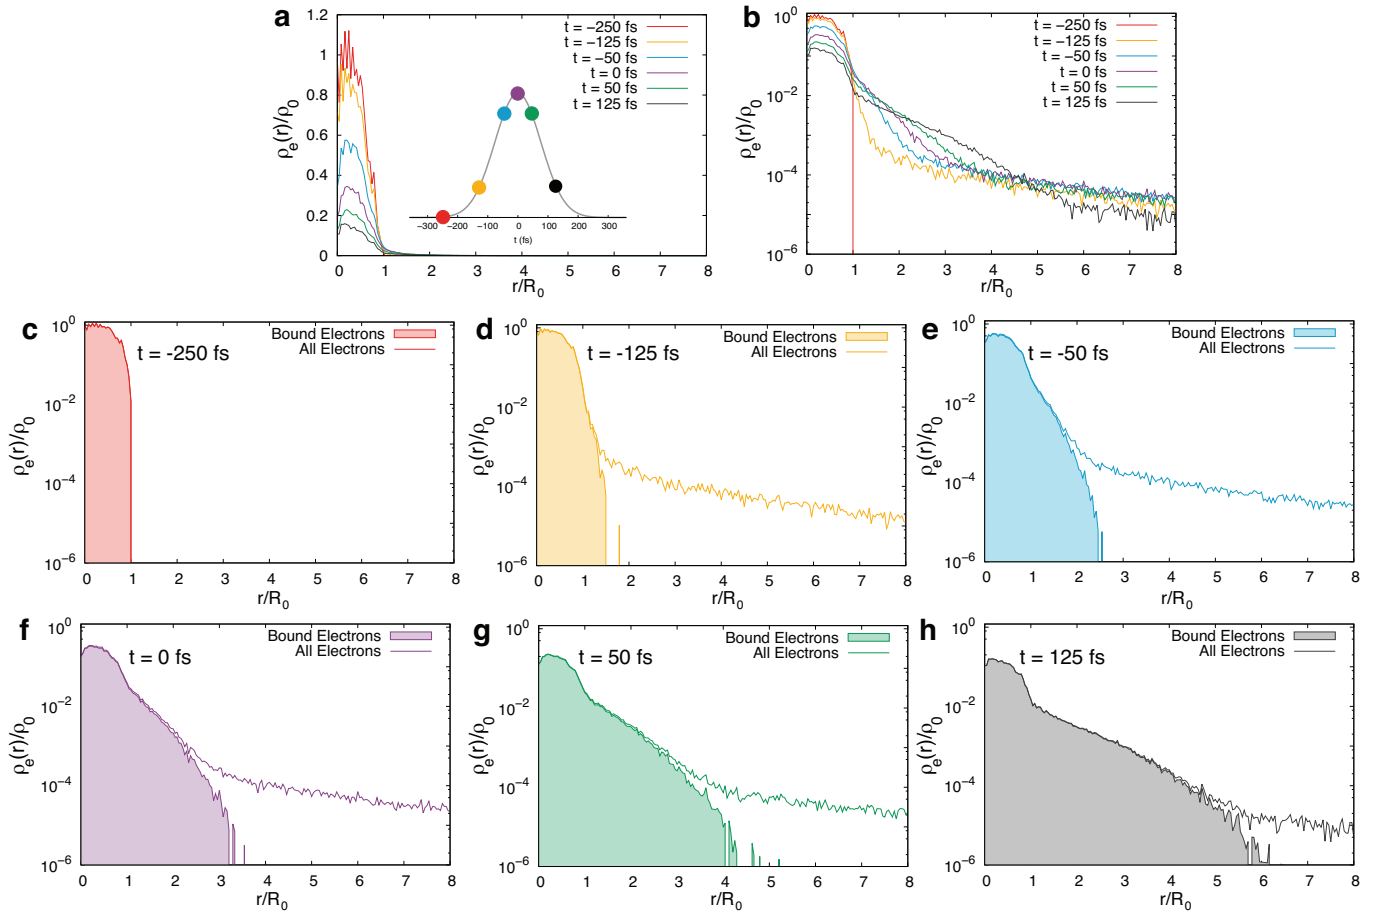 a
1.2
1
0.8
0.6
0.4
0.2
0
ρe(r)/ρ0
t = −250 fs
t = −125 fs
t = −50 fs
t = 0 fs
t = 50 fs
t = 125 fs
−300 −200 −100 0 100 200 300
t (fs)
0 1 2 3 4 5 6 7 8
r/R0
b
10^0
10^-2
10^-4
10^-6
ρe(r)/ρ0
t = −250 fs
t = −125 fs
t = −50 fs
t = 0 fs
t = 50 fs
t = 125 fs
0 1 2 3 4 5 6 7 8
r/R0
c
10^0
10^-2
10^-4
10^-6
ρe(r)/ρ0
Bound Electrons
All Electrons
t = -250 fs
0 1 2 3 4 5 6 7 8
r/R0
d
10^0
10^-2
10^-4
10^-6
ρe(r)/ρ0
Bound Electrons
All Electrons
t = -125 fs
0 1 2 3 4 5 6 7 8
r/R0
e
10^0
10^-2
10^-4
10^-6
ρe(r)/ρ0
Bound Electrons
All Electrons
t = -50 fs
0 1 2 3 4 5 6 7 8
r/R0
f
10^0
10^-2
10^-4
10^-6
ρe(r)/ρ0
Bound Electrons
All Electrons
t = 0 fs
0 1 2 3 4 5 6 7 8
r/R0
g
10^0
10^-2
10^-4
10^-6
ρe(r)/ρ0
Bound Electrons
All Electrons
t = 50 fs
0 1 2 3 4 5 6 7 8
r/R0
h
10^0
10^-2
10^-4
10^-6
ρe(r)/ρ0
Bound Electrons
All Electrons
t = 125 fs
0 1 2 3 4 5 6 7 8
r/R0